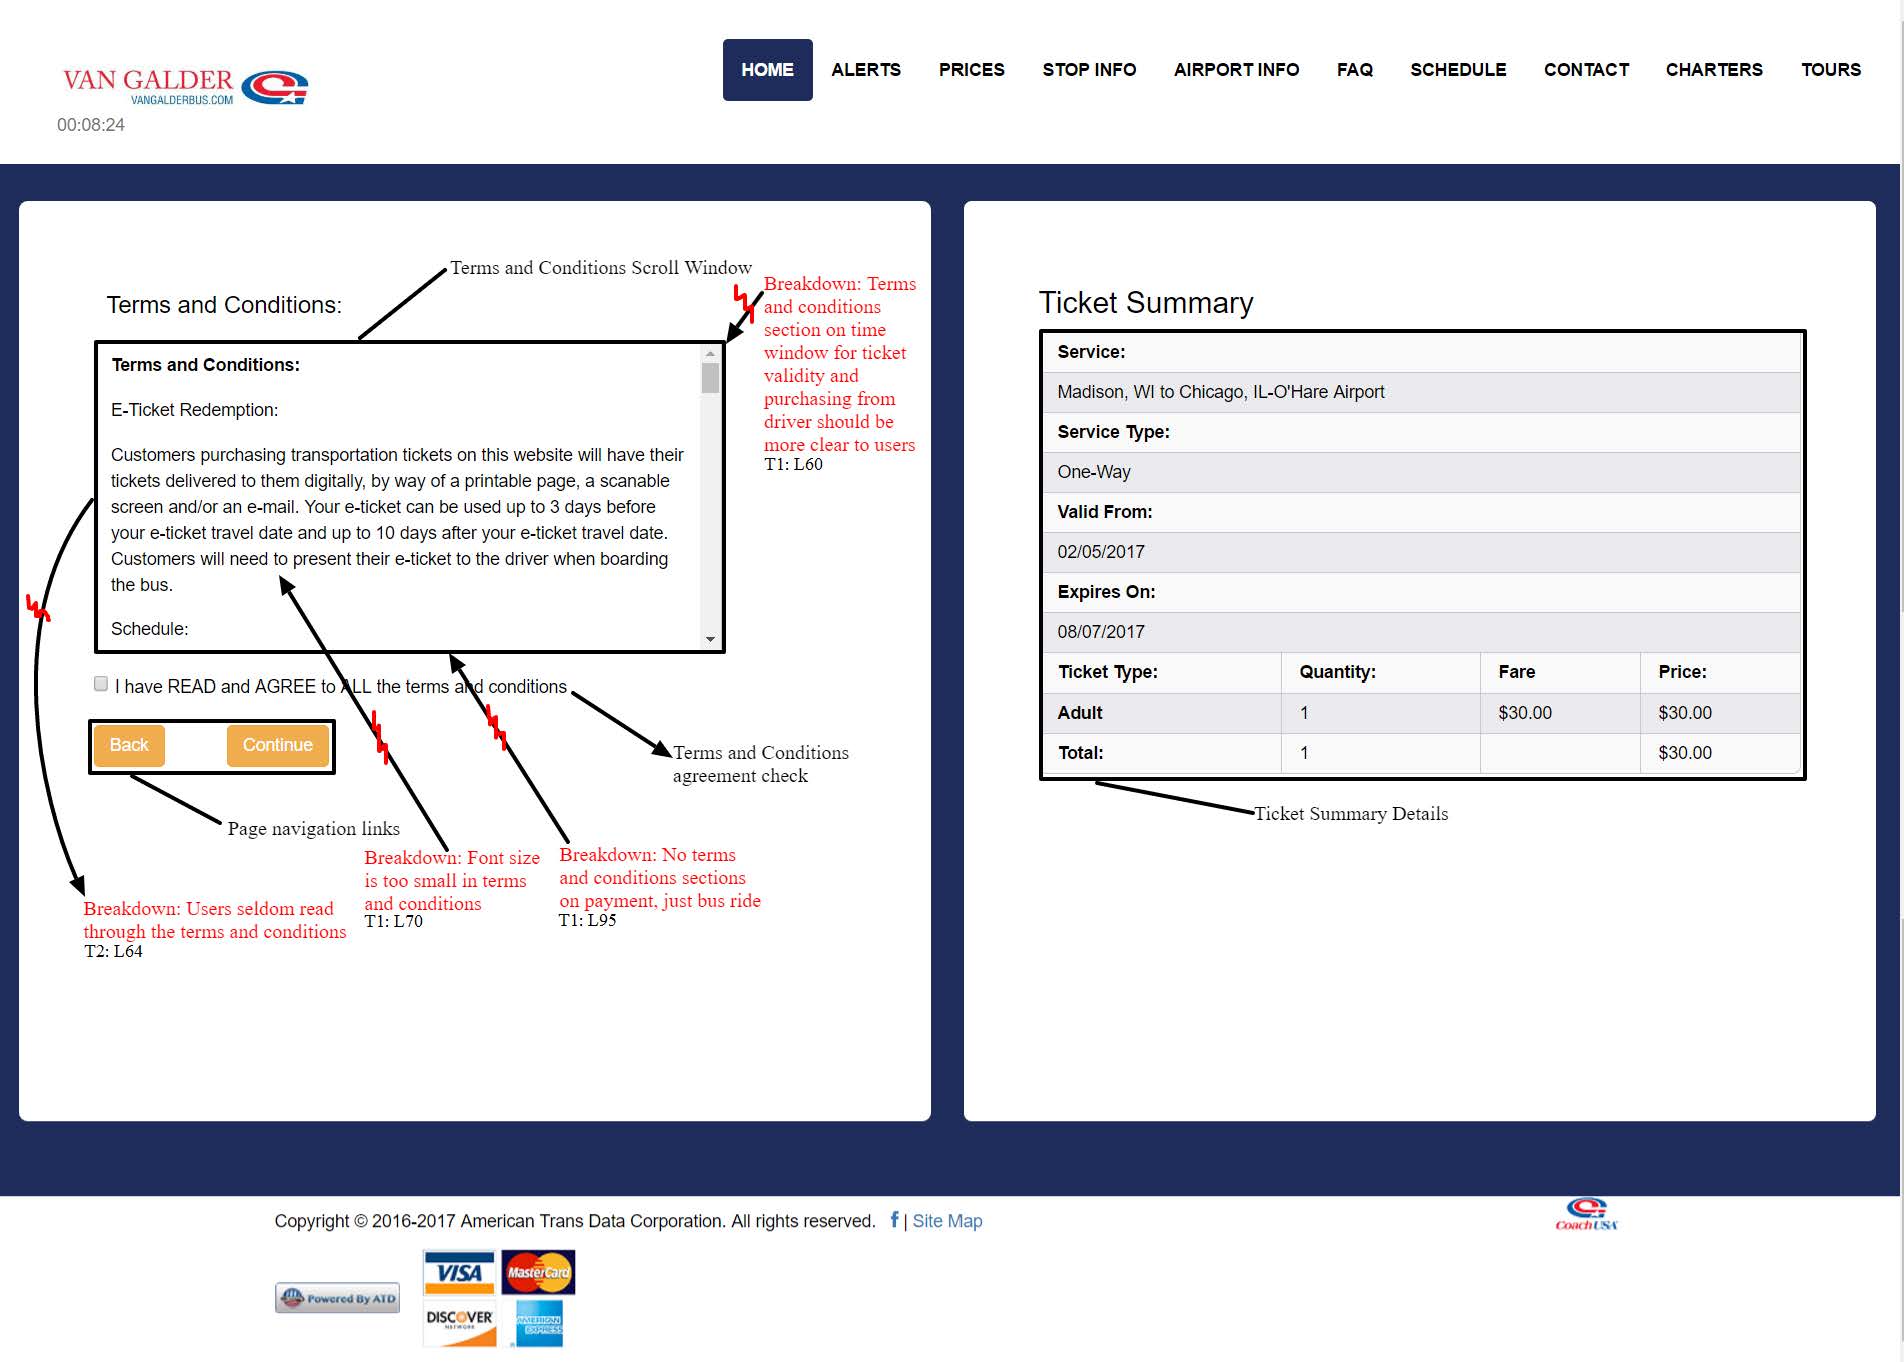 HOME ALERTS PRICES STOP INFO AIRPORT INFO FAQ SCHEDULE CONTACT CHARTERS TOURS
VAN GALDER
VANGALDERBUS.COM
00:08:24
Terms and Conditions Scroll Window
Terms and Conditions:
Breakdown: Terms
and conditions
section on time
window for ticket
validity and
purchasing from
driver should be
more clear to users
T1: L60
Terms and Conditions:
E-Ticket Redemption:
Customers purchasing transportation tickets on this website will have their
tickets delivered to them digitally, by way of a printable page, a scanable
screen and/or an e-mail. Your e-ticket can be used up to 3 days before
your e-ticket travel date and up to 10 days after your e-ticket travel date.
Customers will need to present their e-ticket to the driver when boarding
the bus.
Schedule:
I have READ and AGREE to ALL the terms and conditions
Back Continue
Terms and Conditions
agreement check
Page navigation links
Breakdown: Users seldom read
through the terms and conditions
T2: L64
Breakdown: Font size
is too small in terms
and conditions
T1: L70
Breakdown: No terms
and conditions sections
on payment, just bus ride
T1: L95
Ticket Summary
Service:
Madison, WI to Chicago, IL-O'Hare Airport
Service Type:
One-Way
Valid From:
02/05/2017
Expires On:
08/07/2017
Ticket Type: Quantity: Fare Price:
Adult 1 $30.00 $30.00
Total: 1 $30.00
Ticket Summary Details
Copyright © 2016-2017 American Trans Data Corporation. All rights reserved. f | Site Map
Coach USA
Powered By ATD
VISA
MasterCard
DISCOVER
NETWORK
AMERICAN
EXPRESS